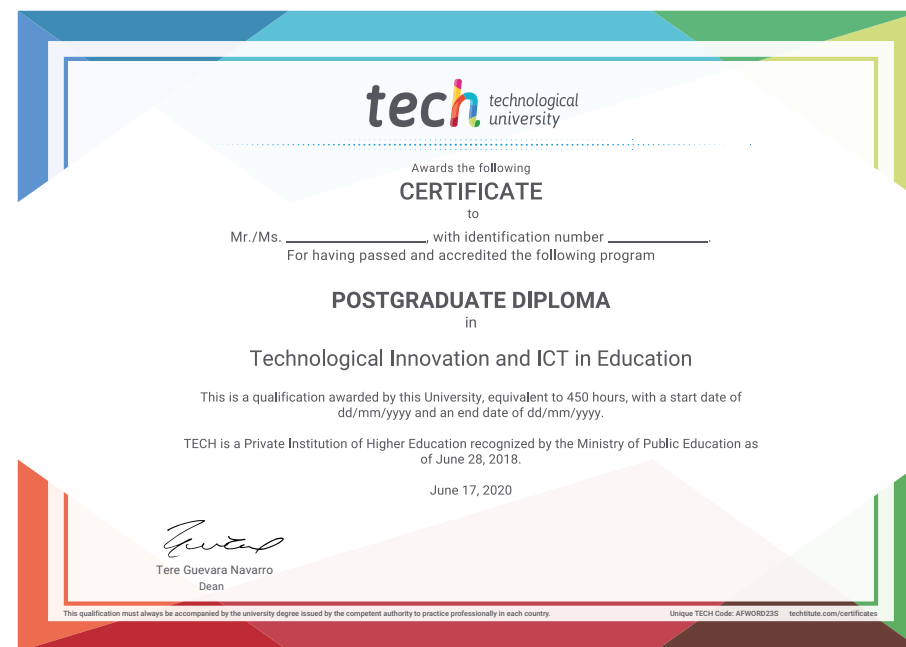 tech technological
university
Awards the following
CERTIFICATE
to
Mr./Ms. ____________________, with identification number ______________.
For having passed and accredited the following program
POSTGRADUATE DIPLOMA
in
Technological Innovation and ICT in Education
This is a qualification awarded by this University, equivalent to 450 hours, with a start date of
dd/mm/yyyy and an end date of dd/mm/yyyy.
TECH is a Private Institution of Higher Education recognized by the Ministry of Public Education as
of June 28, 2018.
June 17, 2020
Tere Guevara Navarro
Dean
This qualification must always be accompanied by the university degree issued by the competent authority to practice professionally in each country. Unique TECH Code: AFWORD23S techtitute.com/certificates